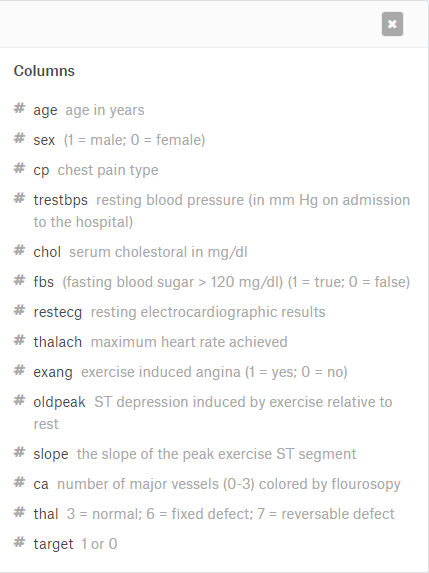 Columns
# age age in years
# sex (1 = male; 0 = female)
# cp chest pain type
# trestbps resting blood pressure (in mm Hg on admission
to the hospital)
# chol serum cholestoral in mg/dl
# fbs (fasting blood sugar > 120 mg/dl) (1 = true; 0 = false)
# restecg resting electrocardiographic results
# thalach maximum heart rate achieved
# exang exercise induced angina (1 = yes; 0 = no)
# oldpeak ST depression induced by exercise relative to
rest
# slope the slope of the peak exercise ST segment
# ca number of major vessels (0-3) colored by flourosopy
# thal 3 = normal; 6 = fixed defect; 7 = reversable defect
# target 1 or 0